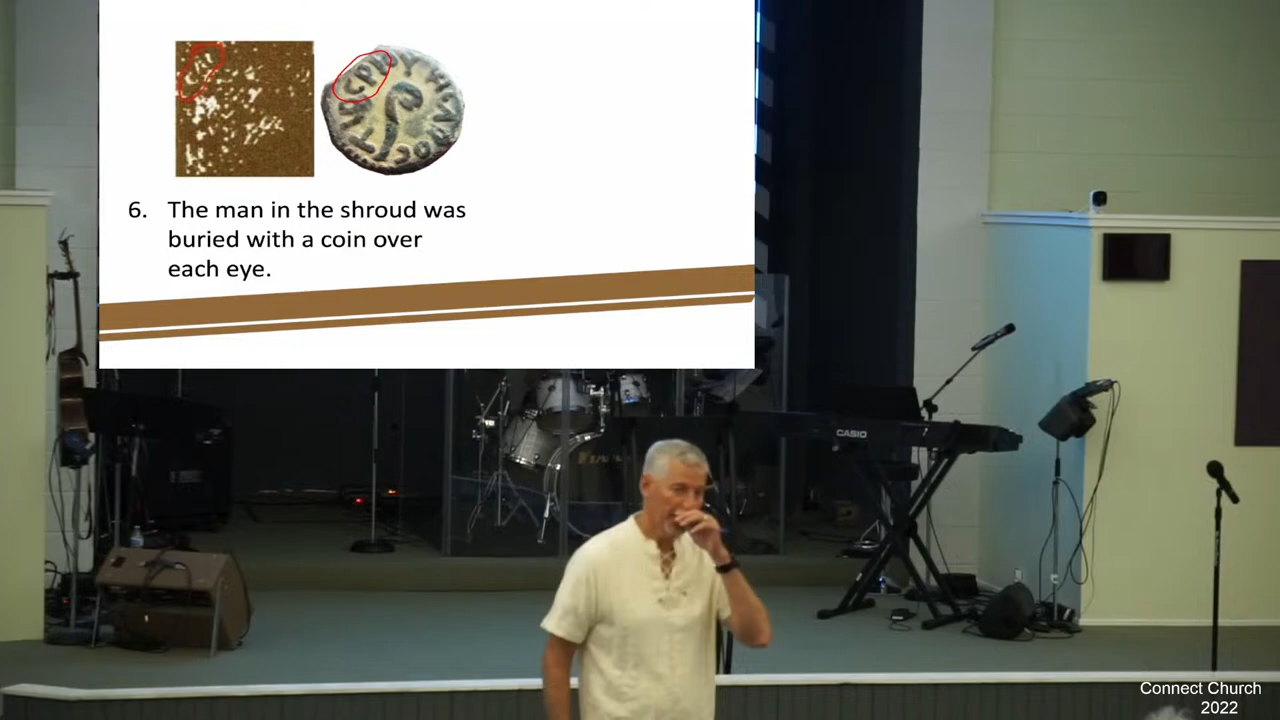 6. The man in the shroud was
buried with a coin over
each eye.
CASIO
Connect Church
2022